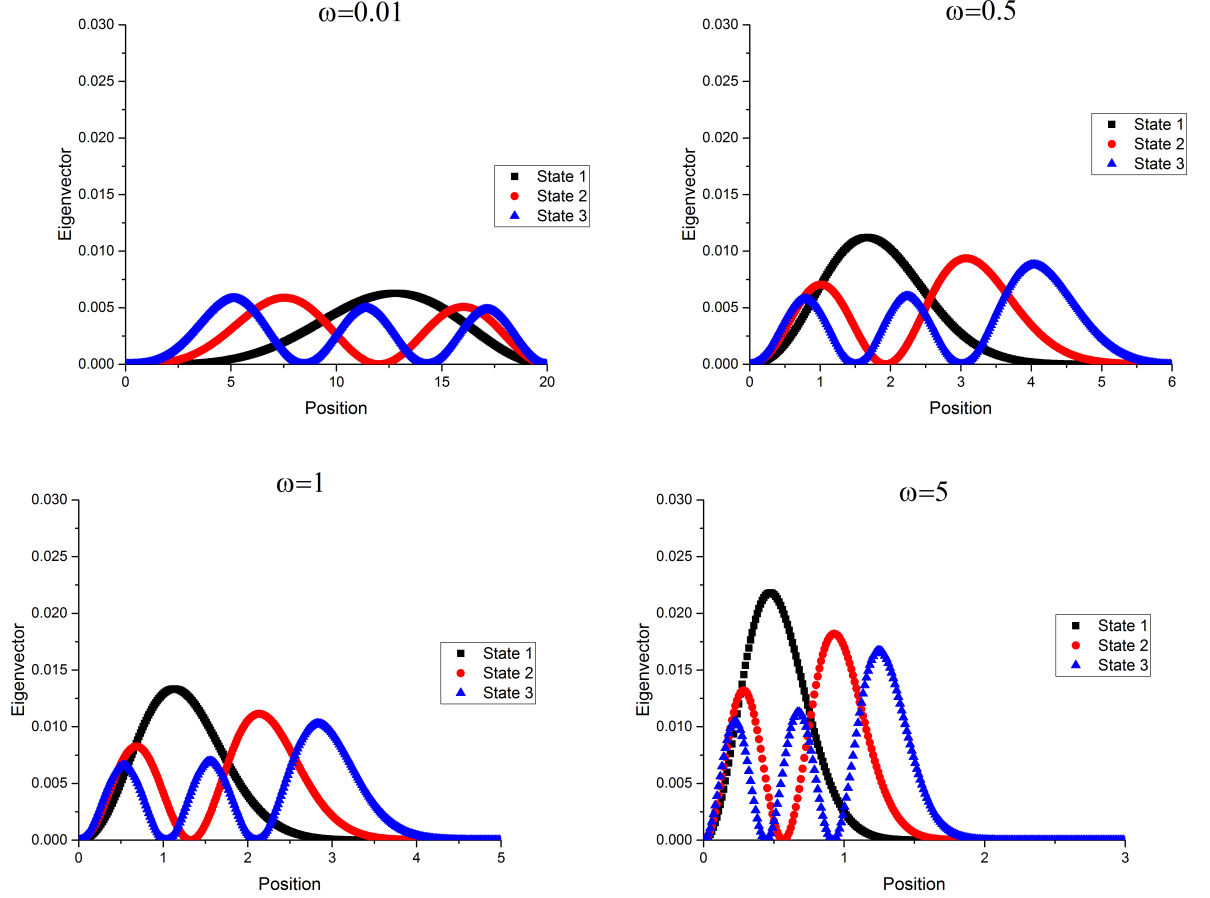 ω=0.01
0.030
0.025
0.020
0.015
0.010
0.005
0.000
Eigenvector
State 1
State 2
State 3
0 5 10 15 20
Position
ω=0.5
0.030
0.025
0.020
0.015
0.010
0.005
0.000
Eigenvector
State 1
State 2
State 3
0 1 2 3 4 5 6
Position
ω=1
0.030
0.025
0.020
0.015
0.010
0.005
0.000
Eigenvector
State 1
State 2
State 3
0 1 2 3 4 5
Position
ω=5
0.030
0.025
0.020
0.015
0.010
0.005
0.000
Eigenvector
State 1
State 2
State 3
0 1 2 3
Position